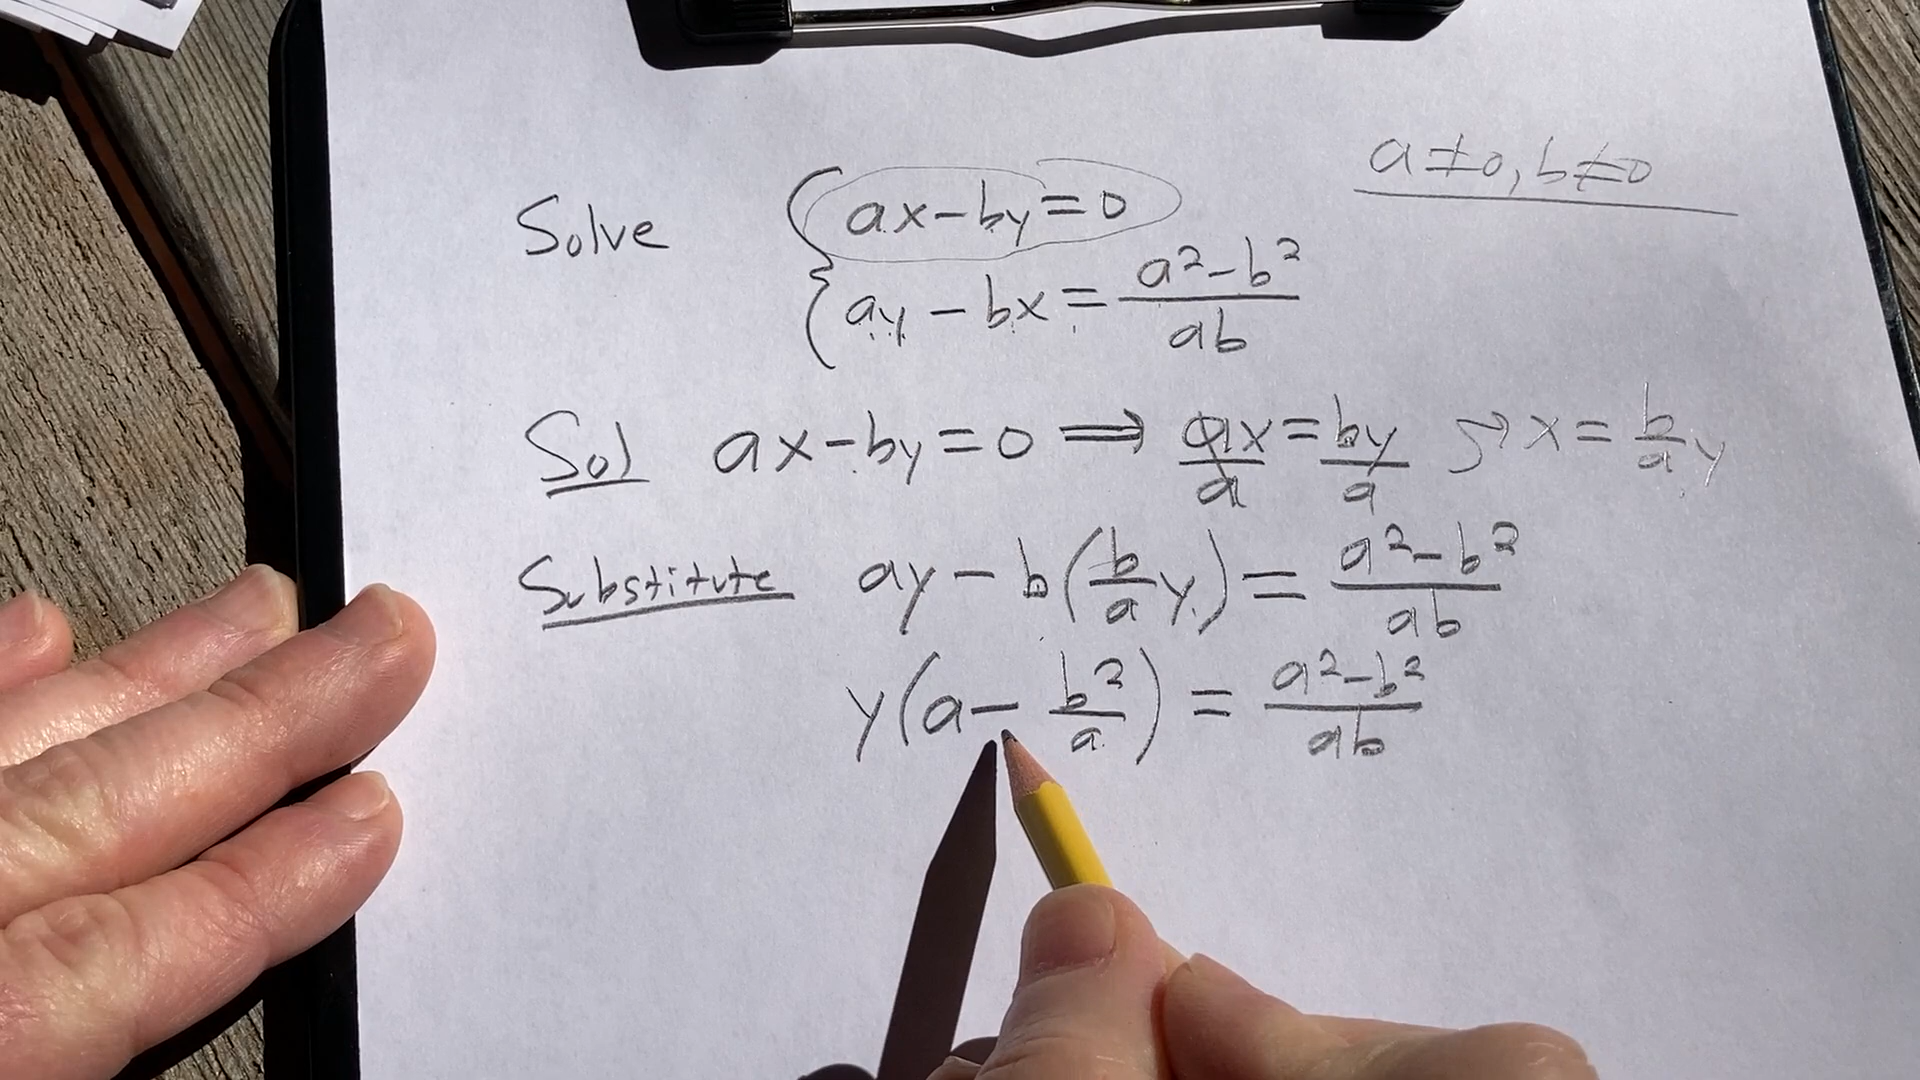 a≠0, b≠0
Solve { ax-by=0
{ ay-bx = (a²-b²)/(ab)
Sol ax-by=0 ⟹ ax/a = by/a → x = b/a y
Substitute ay-b(b/a y) = (a²-b²)/(ab)
y(a- b²/a) = (a²-b²)/(ab)